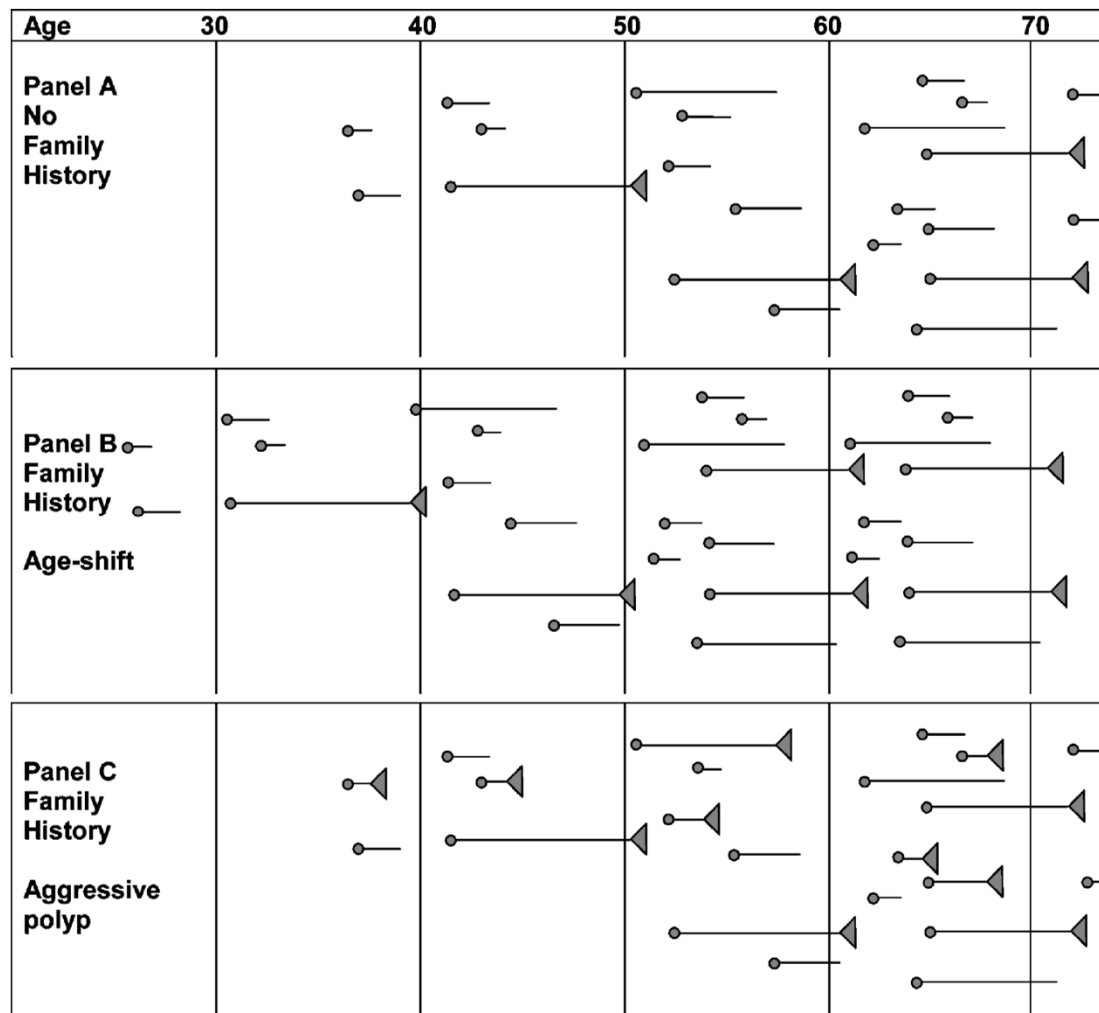 Age 30 40 50 60 70
Panel A
No
Family
History
Panel B
Family
History
Age-shift
Panel C
Family
History
Aggressive
polyp